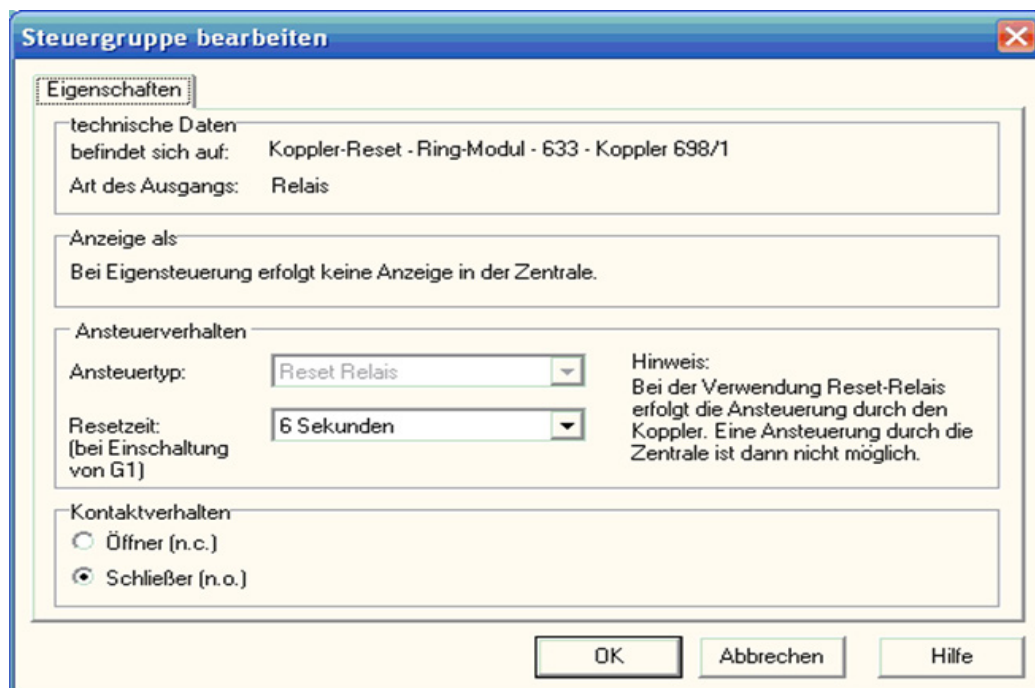 Steuergruppe bearbeiten
Eigenschaften
technische Daten
befindet sich auf: Koppler-Reset - Ring-Modul - 633 - Koppler 698/1
Art des Ausgangs: Relais
Anzeige als
Bei Eigensteuerung erfolgt keine Anzeige in der Zentrale.
Ansteuerverhalten
Ansteuertyp: Reset Relais
Resetzeit: 6 Sekunden
(bei Einschaltung
von G1)
Hinweis:
Bei der Verwendung Reset-Relais
erfolgt die Ansteuerung durch den
Koppler. Eine Ansteuerung durch die
Zentrale ist dann nicht möglich.
Kontaktverhalten
Öffner (n.c.)
Schließer (n.o.)
OK Abbrechen Hilfe